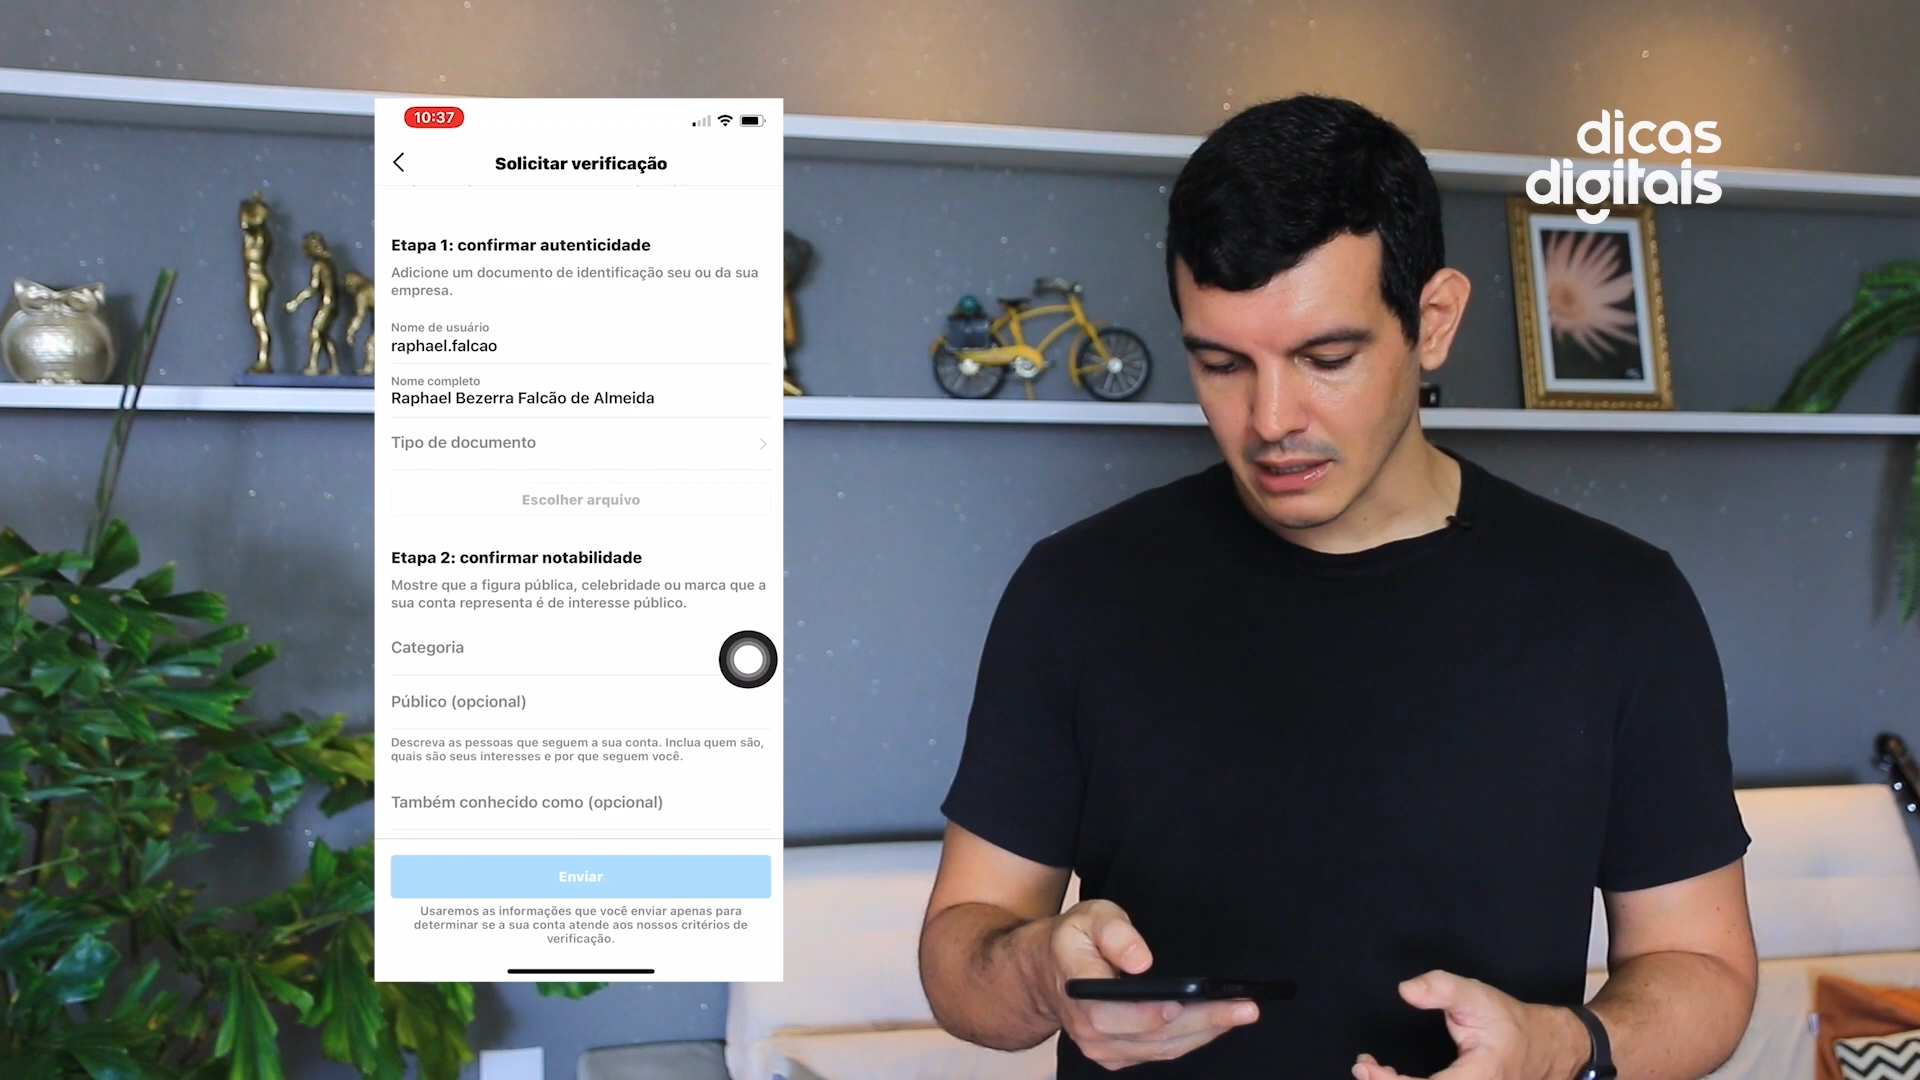 10:37
Solicitar verificação
Etapa 1: confirmar autenticidade
Adicione um documento de identificação seu ou da sua
empresa.
Nome de usuário
raphael.falcao
Nome completo
Raphael Bezerra Falcão de Almeida
Tipo de documento
Escolher arquivo
Etapa 2: confirmar notabilidade
Mostre que a figura pública, celebridade ou marca que a
sua conta representa é de interesse público.
Categoria
Público (opcional)
Descreva as pessoas que seguem a sua conta. Inclua quem são,
quais são seus interesses e por que seguem você.
Também conhecido como (opcional)
Enviar
Usaremos as informações que você enviar apenas para
determinar se a sua conta atende aos nossos critérios de
verificação.
dicas
digitais